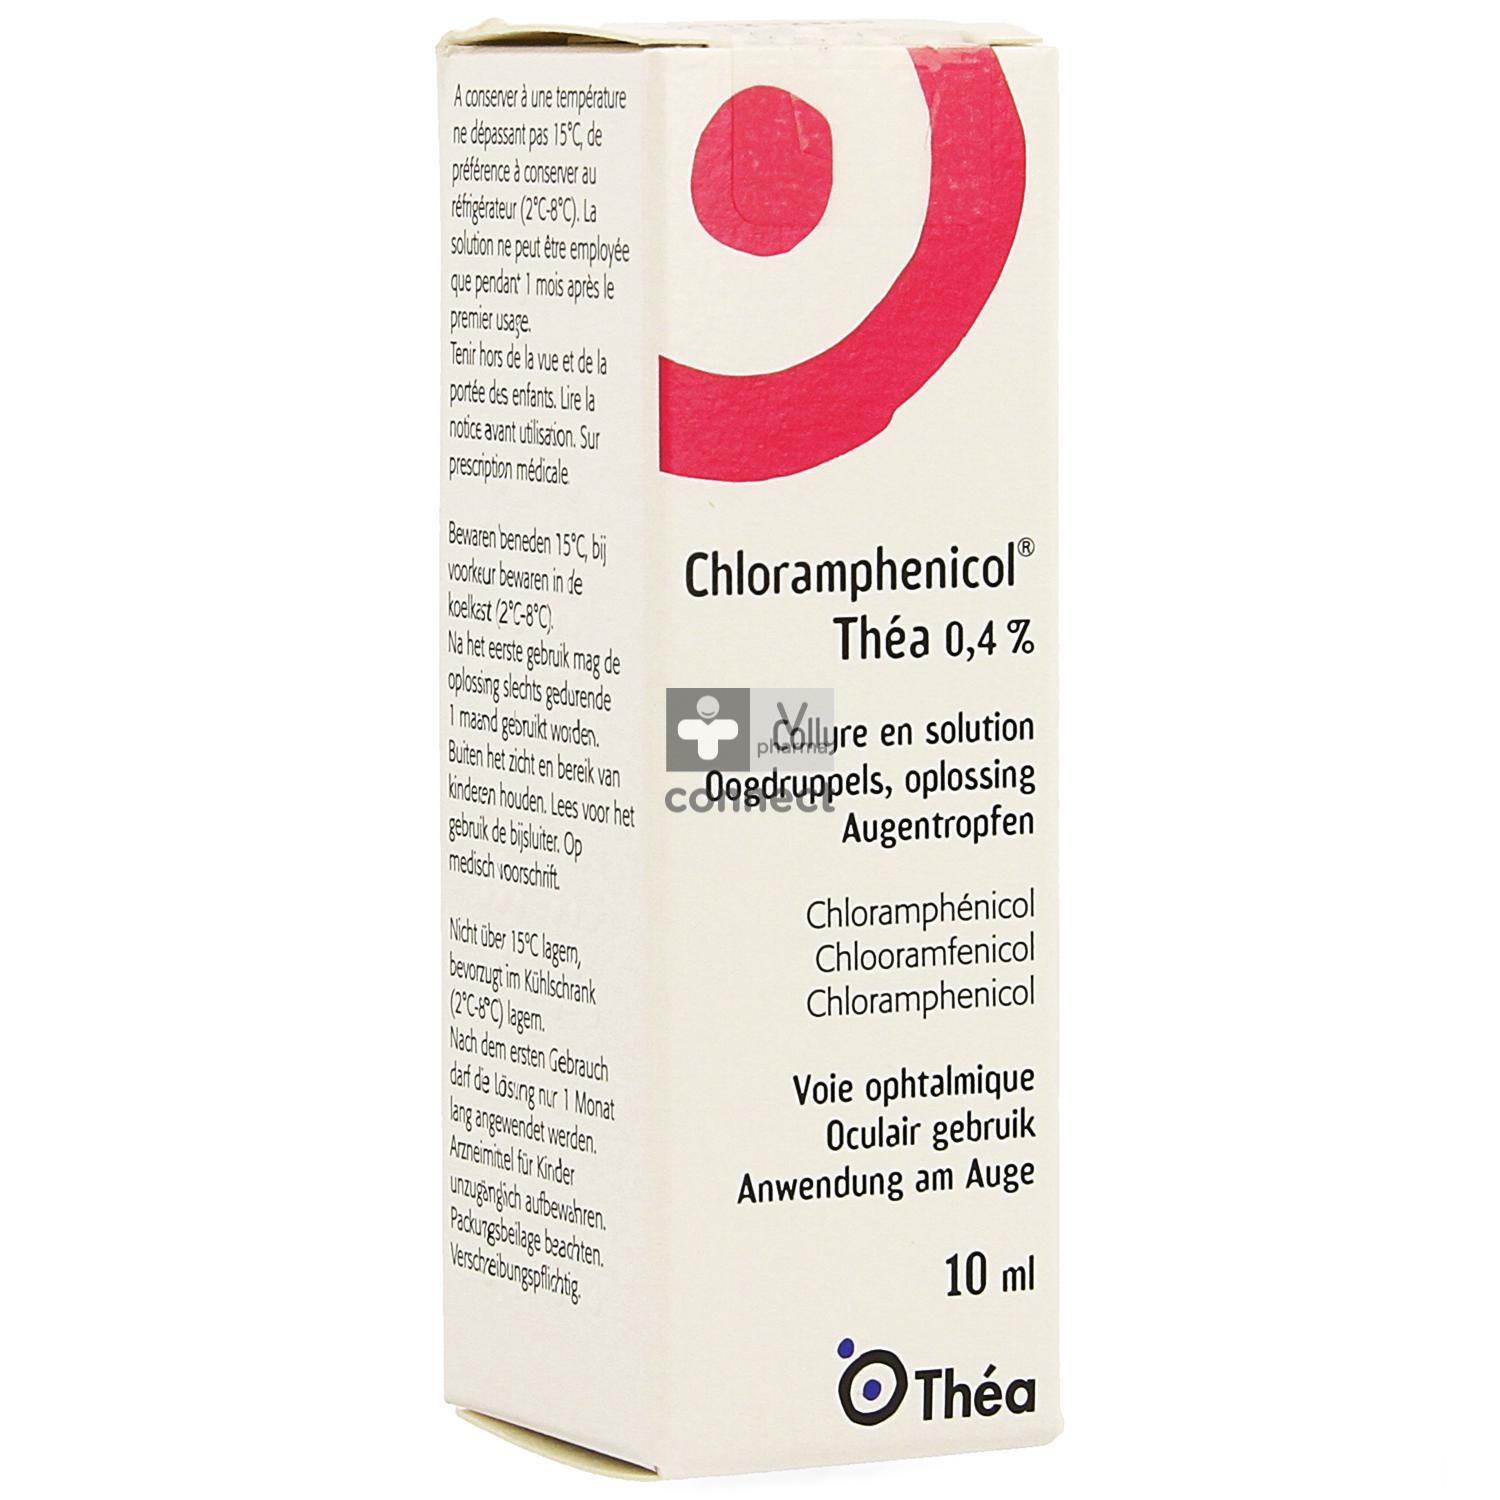 A conserver à une température
ne dépassant pas 15°C, de
préférence à conserver au
réfrigérateur (2°C-8°C). La
solution ne peut être employée
que pendant 1 mois après le
premier usage.
Tenir hors de la vue et de la
portée des enfants. Lire la
notice avant utilisation. Sur
prescription médicale.
Bewaren beneden 15°C, bij
voorkeur bewaren in de
koelkast (2°C-8°C).
Na het eerste gebruik mag de
oplossing slechts gedurende
1 maand gebruikt worden.
Buiten het zicht en bereik van
kinderen houden. Lees voor het
gebruik de bijsluiter. Op
medisch voorschrift.
Nicht über 15°C lagern,
bevorzugt im Kühlschrank
(2°C-8°C) lagern.
Nach dem ersten Gebrauch
darf die Lösung nur 1 Monat
lang angewendet werden.
Arzneimittel für Kinder
unzugänglich aufbewahren.
Packungsbeilage beachten.
Verschreibungspflichtig.
Chloramphenicol®
Théa 0,4 %
Collyre en solution
Oogdruppels, oplossing
Augentropfen
V
pharma
connect
Chloramphénicol
Chlooramfenicol
Chloramphenicol
Voie ophtalmique
Oculair gebruik
Anwendung am Auge
10 ml
Théa